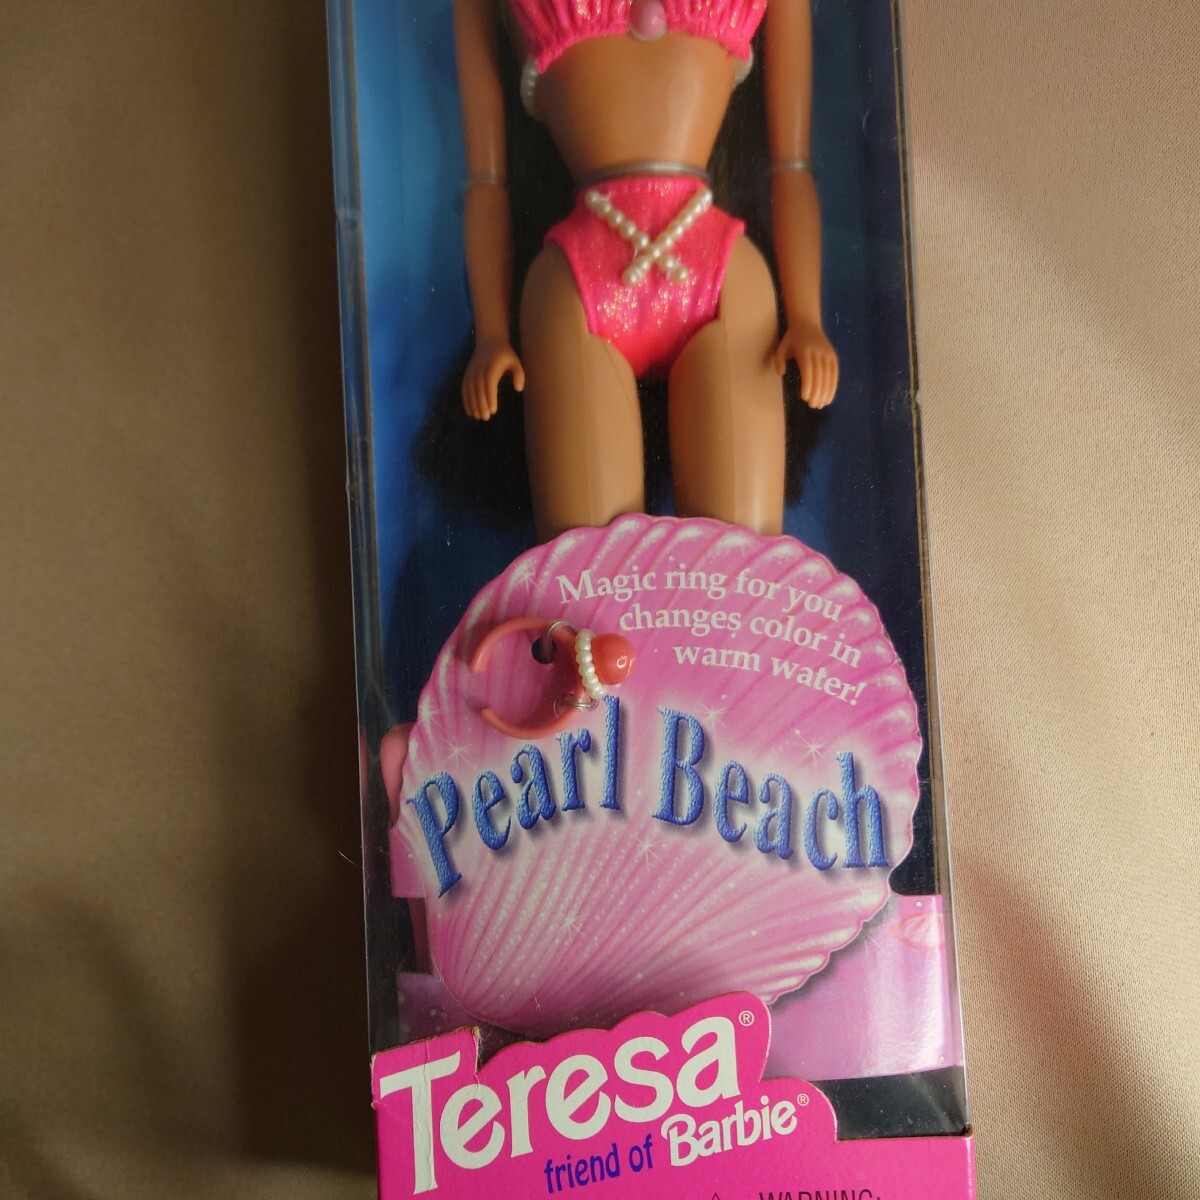 Magic ring for you
changes color in
warm water!
Pearl Beach
Teresa®
friend of Barbie®
⚠ WARNING: